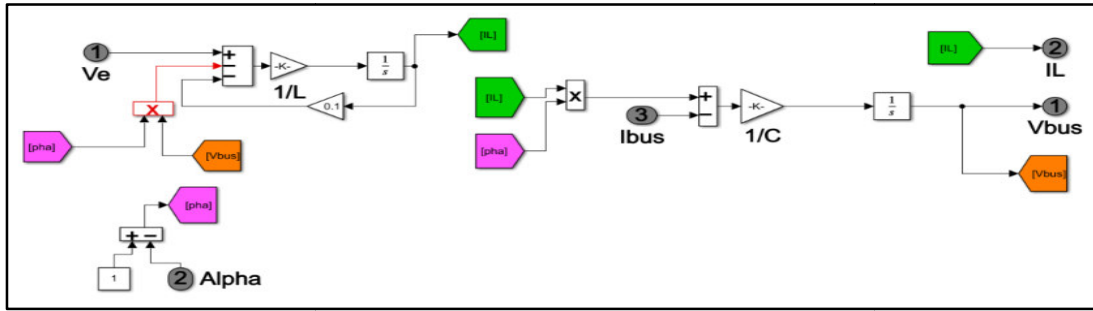 1
Ve
+
−
−
-K-
1/L
1
s
[IL]
0.1
X
[pha]
[Vbus]
[pha]
+ −
1
2 Alpha
[IL]
[pha]
X
3
Ibus
+
−
-K-
1/C
1
s
[IL]
2
IL
1
Vbus
[Vbus]